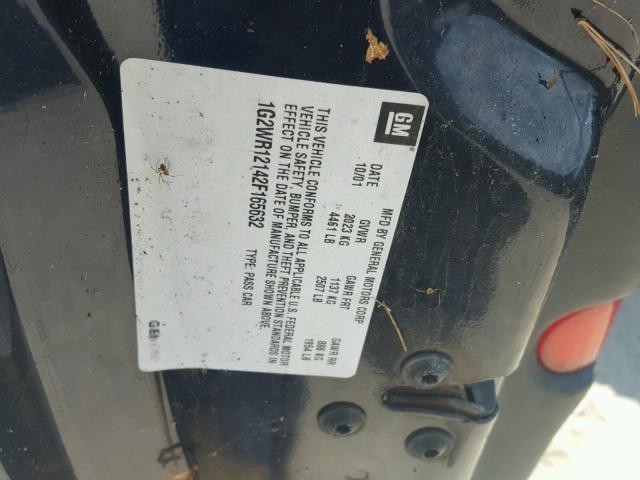 GM
MFD BY GENERAL MOTORS CORP
DATE GVWR GAWR FRT GAWR RR
10/01 2023 KG 1137 KG 886 KG
4461 LB 2507 LB 1954 LB
THIS VEHICLE CONFORMS TO ALL APPLICABLE U.S. FEDERAL MOTOR
VEHICLE SAFETY, BUMPER, AND THEFT PREVENTION STANDARDS IN
EFFECT ON THE DATE OF MANUFACTURE SHOWN ABOVE.
1G2WR12142F165632 TYPE: PASS CAR